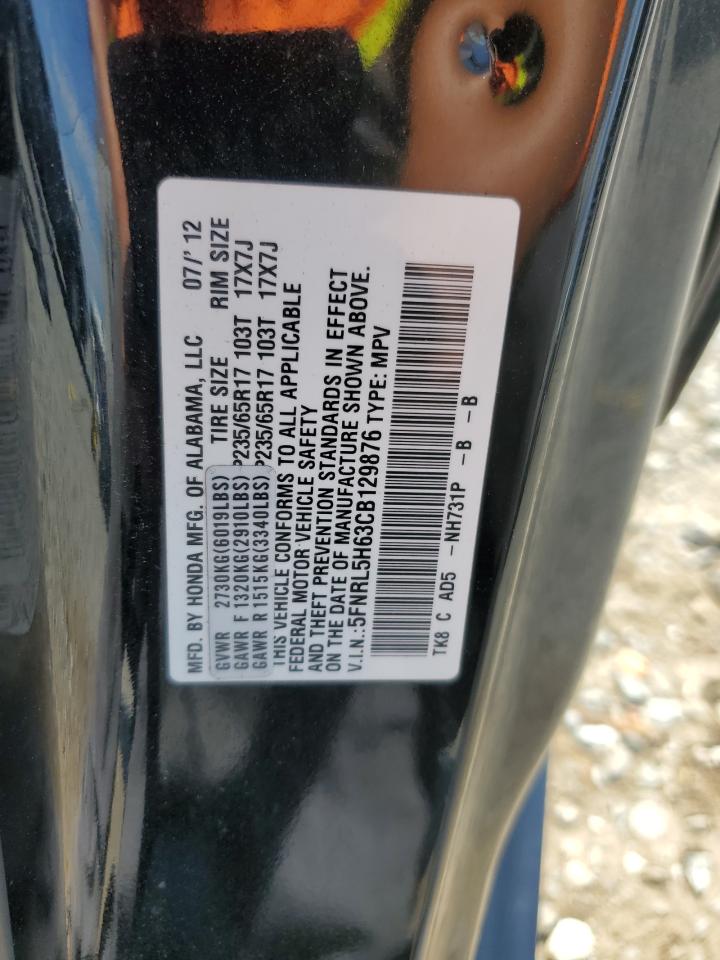 MFD. BY HONDA MFG. OF ALABAMA, LLC 07/'12
GVWR 2730KG(6019LBS) TIRE SIZE RIM SIZE
GAWR F 1320KG(2910LBS) P235/65R17 103T 17X7J
GAWR R 1515KG(3340LBS) P235/65R17 103T 17X7J
THIS VEHICLE CONFORMS TO ALL APPLICABLE
FEDERAL MOTOR VEHICLE SAFETY
AND THEFT PREVENTION STANDARDS IN EFFECT
ON THE DATE OF MANUFACTURE SHOWN ABOVE.
V.I.N.:5FNRL5H63CB129876 TYPE: MPV
TK8 C AD5 -NH731P -B -B